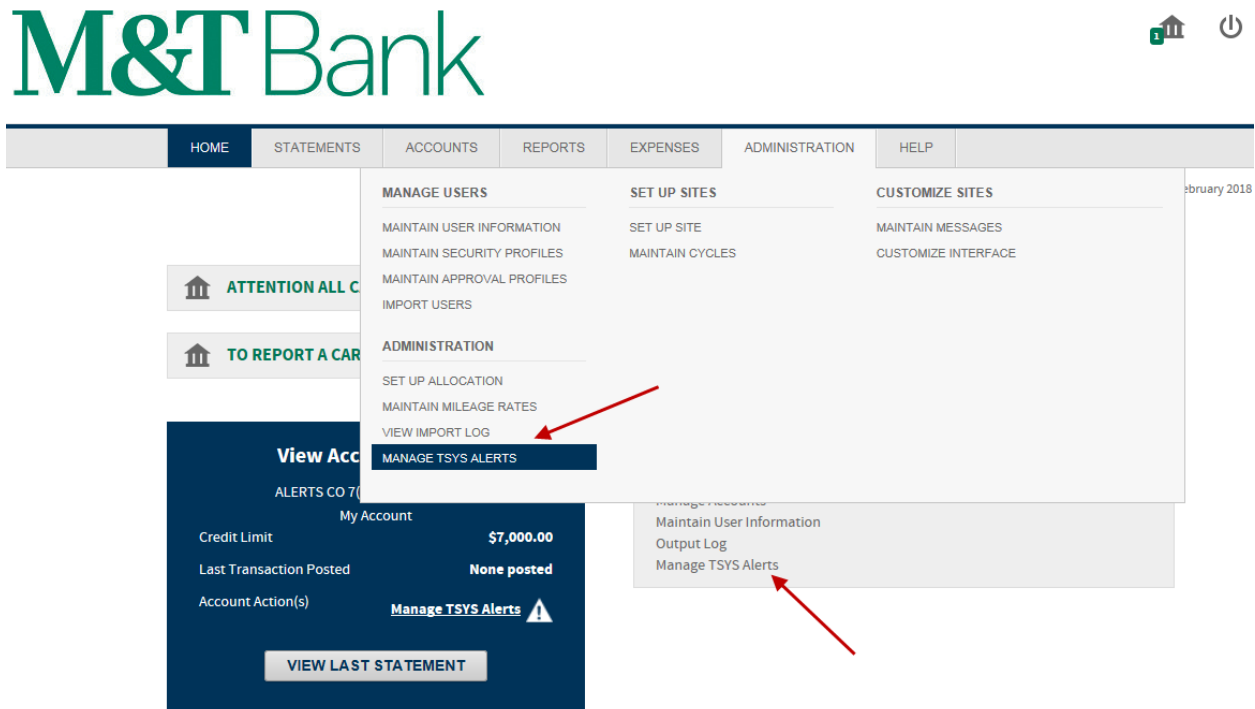 M&T Bank
1
HOME STATEMENTS ACCOUNTS REPORTS EXPENSES ADMINISTRATION HELP
2018
MANAGE USERS
MAINTAIN USER INFORMATION
MAINTAIN SECURITY PROFILES
MAINTAIN APPROVAL PROFILES
IMPORT USERS
ADMINISTRATION
SET UP ALLOCATION
MAINTAIN MILEAGE RATES
VIEW IMPORT LOG
MANAGE TSYS ALERTS
SET UP SITES
SET UP SITE
MAINTAIN CYCLES
CUSTOMIZE SITES
MAINTAIN MESSAGES
CUSTOMIZE INTERFACE
ATTENTION ALL
TO REPORT A
View
ALERTS CO
My Account
Credit Limit $7,000.00
Last Transaction Posted None posted
Account Action(s) Manage TSYS Alerts
VIEW LAST STATEMENT
Manage Accounts
Maintain User Information
Output Log
Manage TSYS Alerts